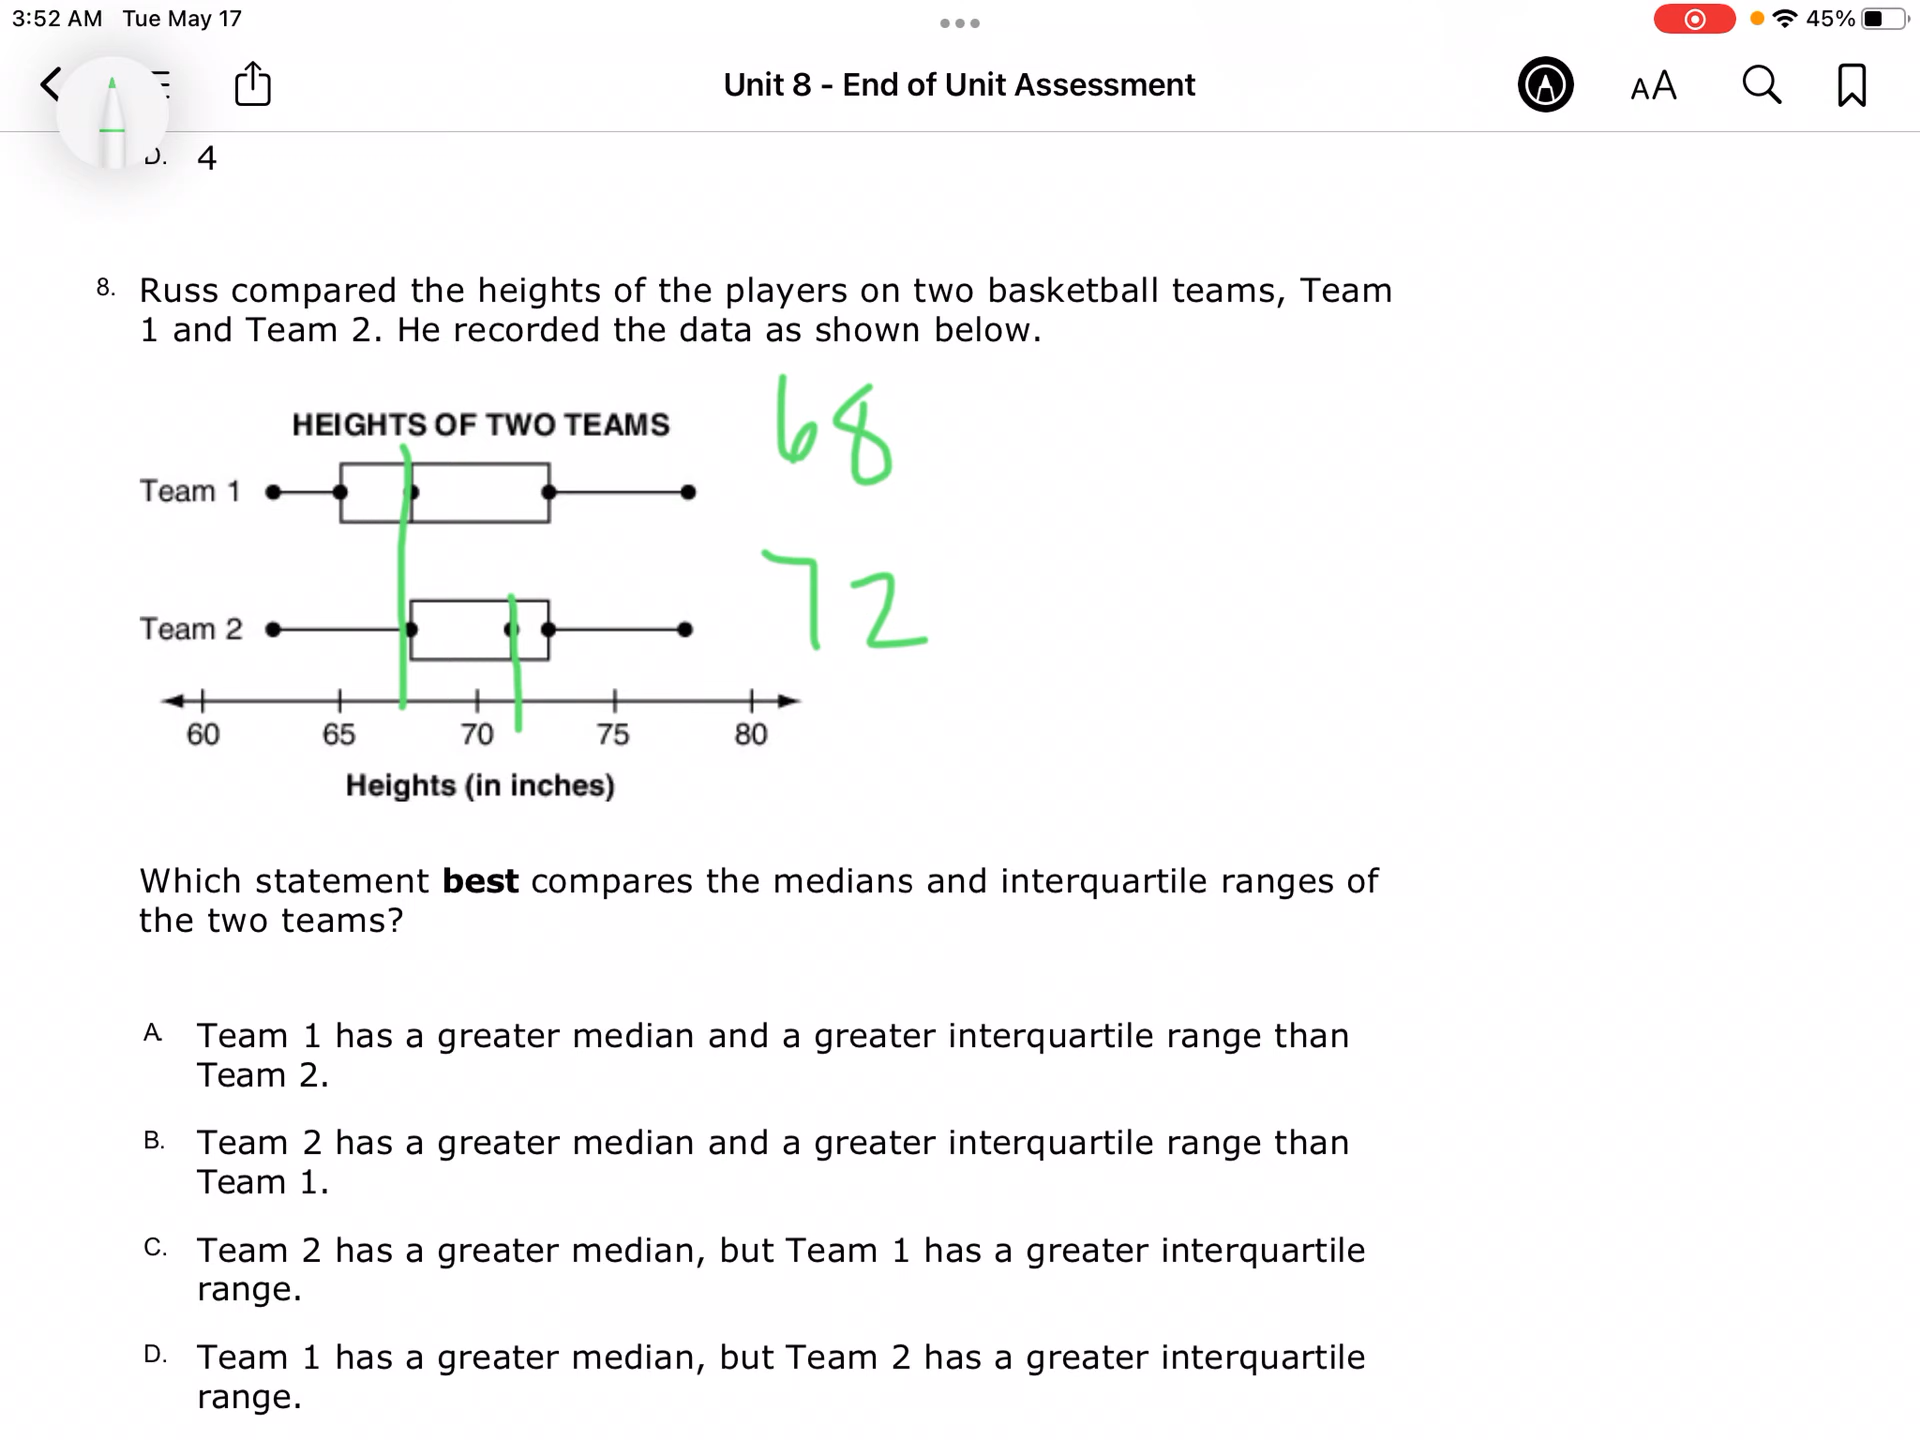 3:52 AM Tue May 17
45%
Unit 8 - End of Unit Assessment
AA
D. 4
8. Russ compared the heights of the players on two basketball teams, Team
1 and Team 2. He recorded the data as shown below.
HEIGHTS OF TWO TEAMS
68
Team 1
72
Team 2
60 65 70 75 80
Heights (in inches)
Which statement best compares the medians and interquartile ranges of
the two teams?
A. Team 1 has a greater median and a greater interquartile range than
Team 2.
B. Team 2 has a greater median and a greater interquartile range than
Team 1.
C. Team 2 has a greater median, but Team 1 has a greater interquartile
range.
D. Team 1 has a greater median, but Team 2 has a greater interquartile
range.